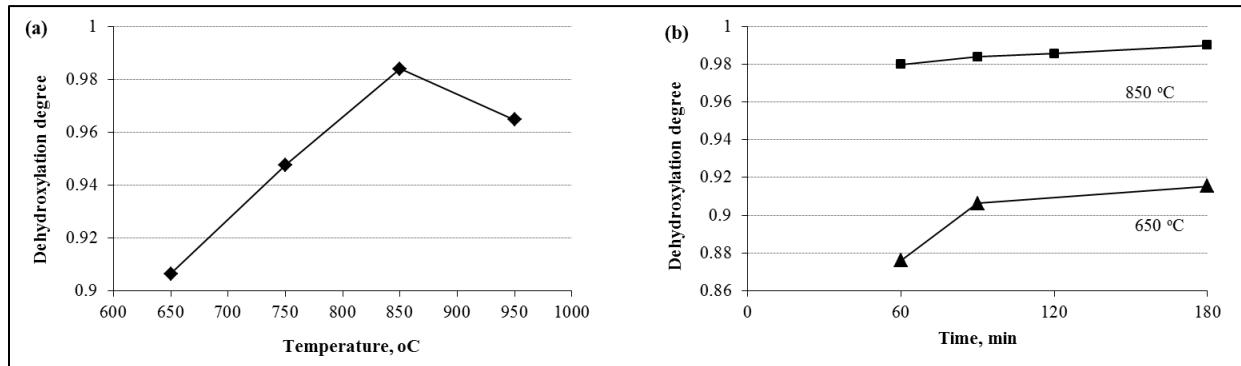 (a)
Dehydroxylation degree
1
0.98
0.96
0.94
0.92
0.9
600 650 700 750 800 850 900 950 1000
Temperature, oC
(b)
Dehydroxylation degree
1
0.98
0.96
0.94
0.92
0.9
0.88
0.86
850 °C
650 °C
0 60 120 180
Time, min